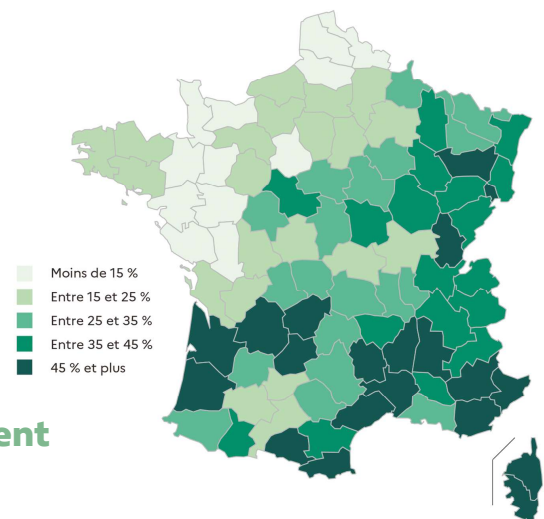 Moins de 15 %
Entre 15 et 25 %
Entre 25 et 35 %
Entre 35 et 45 %
45 % et plus
ent